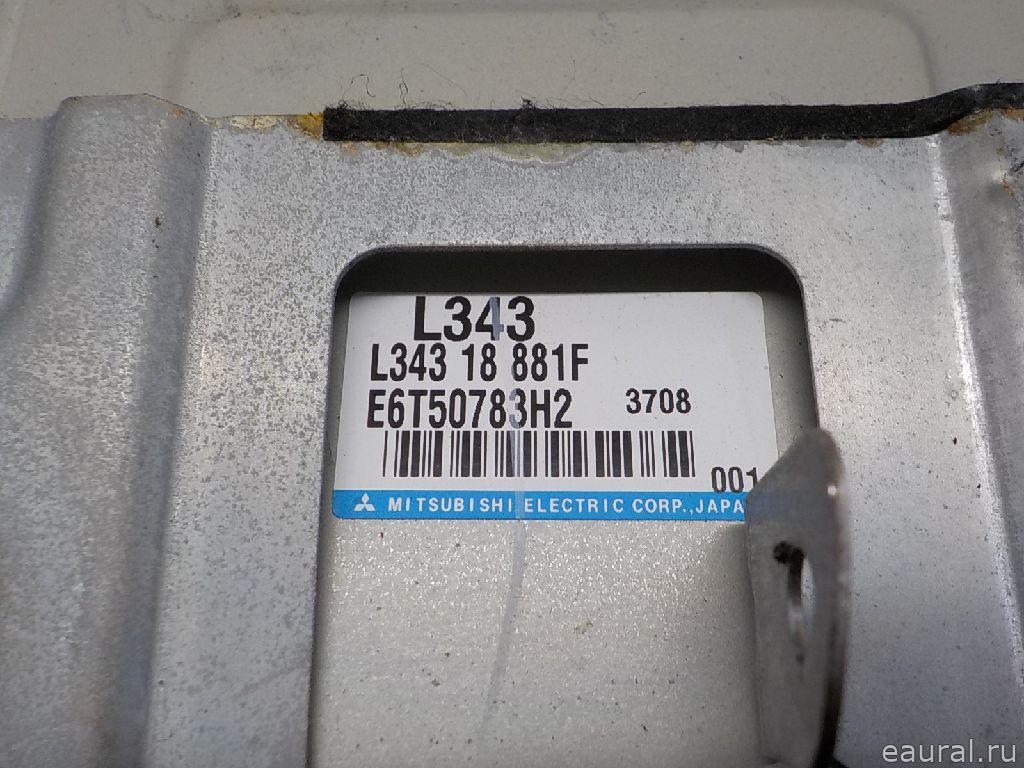 L343
L343 18 881F
E6T50783H2 3708
001
MITSUBISHI ELECTRIC CORP.,JAPA
eaural.ru